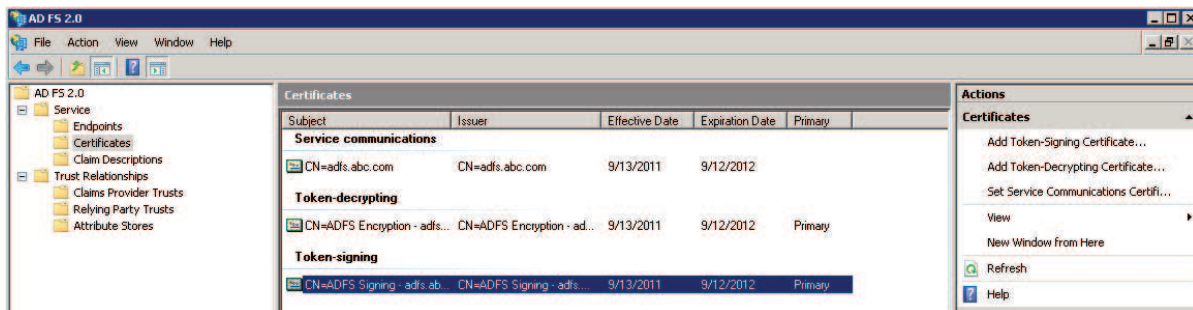 AD FS 2.0
File Action View Window Help
AD FS 2.0
Service
Endpoints
Certificates
Claim Descriptions
Trust Relationships
Claims Provider Trusts
Relying Party Trusts
Attribute Stores
Certificates
Subject Issuer Effective Date Expiration Date Primary
Service communications
CN=adfs.abc.com CN=adfs.abc.com 9/13/2011 9/12/2012
Token-decrypting
CN=ADFS Encryption - adfs... CN=ADFS Encryption - ad... 9/13/2011 9/12/2012 Primary
Token-signing
CN=ADFS Signing - adfs.ab... CN=ADFS Signing - adfs.... 9/13/2011 9/12/2012 Primary
Actions
Certificates
Add Token-Signing Certificate...
Add Token-Decrypting Certificate...
Set Service Communications Certifi...
View
New Window from Here
Refresh
Help